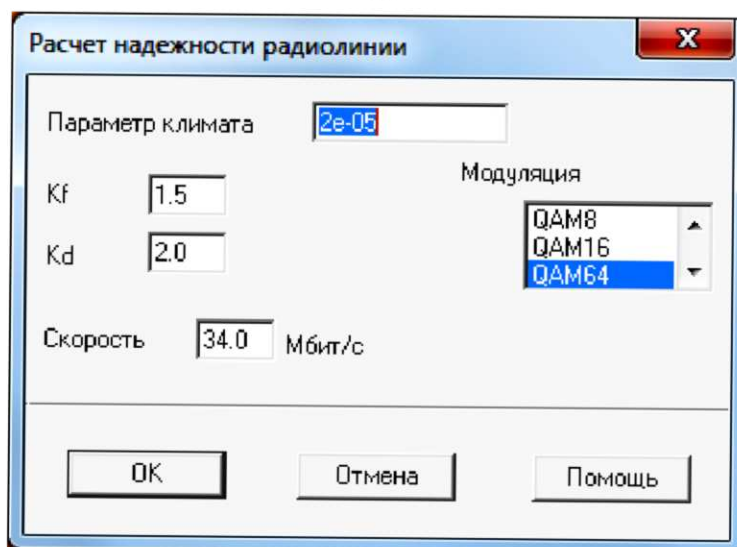 Расчет надежности радиолинии
X
Параметр климата 2e-05
Модуляция
Kf 1.5
QAM8
Kd 2.0
QAM16
QAM64
Скорость 34.0 Мбит/с
OK Отмена Помощь